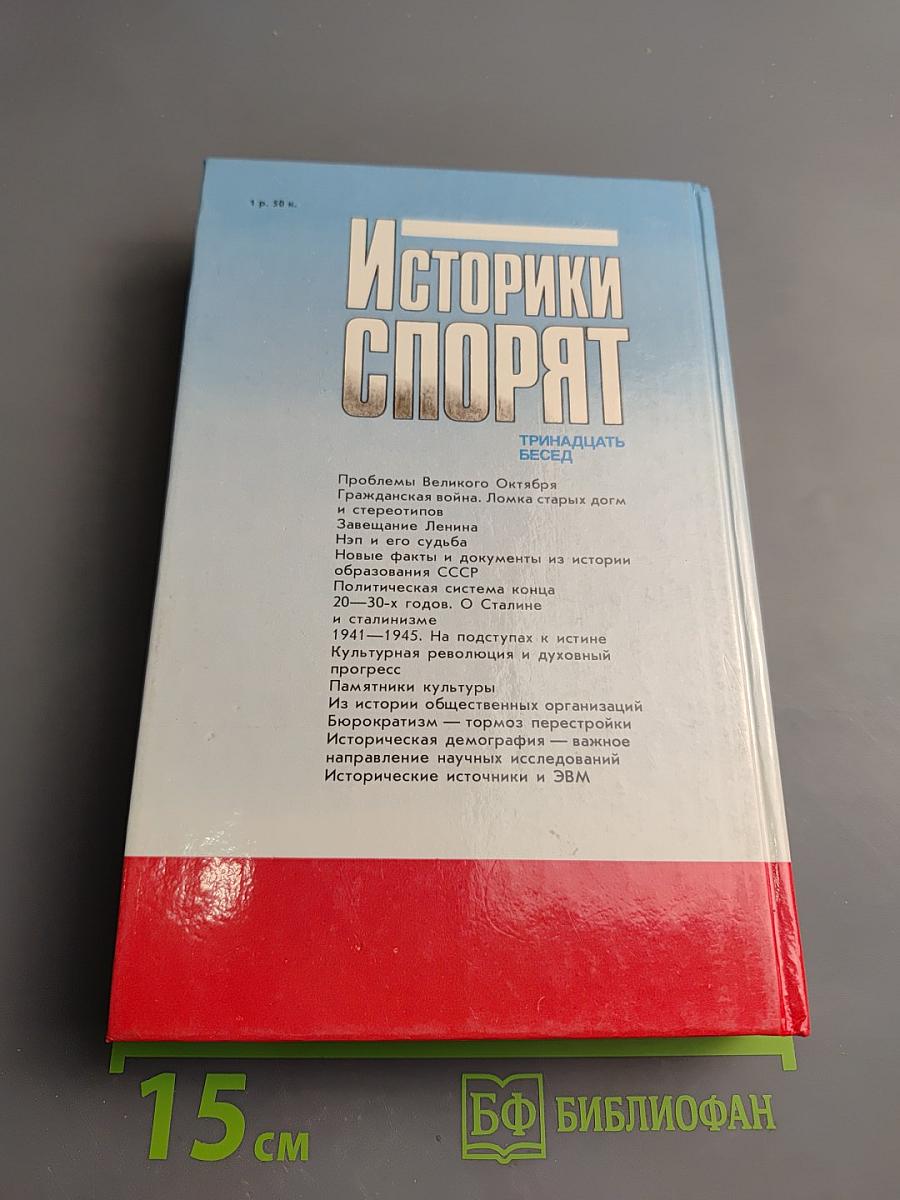 1 р. 50 к.
Историки
спорят
ТРИНАДЦАТЬ
БЕСЕД
Проблемы Великого Октября
Гражданская война. Ломка старых догм
и стереотипов
Завещание Ленина
Нэп и его судьба
Новые факты и документы из истории
образования СССР
Политическая система конца
20—30-х годов. О Сталине
и сталинизме
1941—1945. На подступах к истине
Культурная революция и духовный
прогресс
Памятники культуры
Из истории общественных организаций
Бюрократизм — тормоз перестройки
Историческая демография — важное
направление научных исследований
Исторические источники и ЭВМ
15 см
БФ БИБЛИОФАН